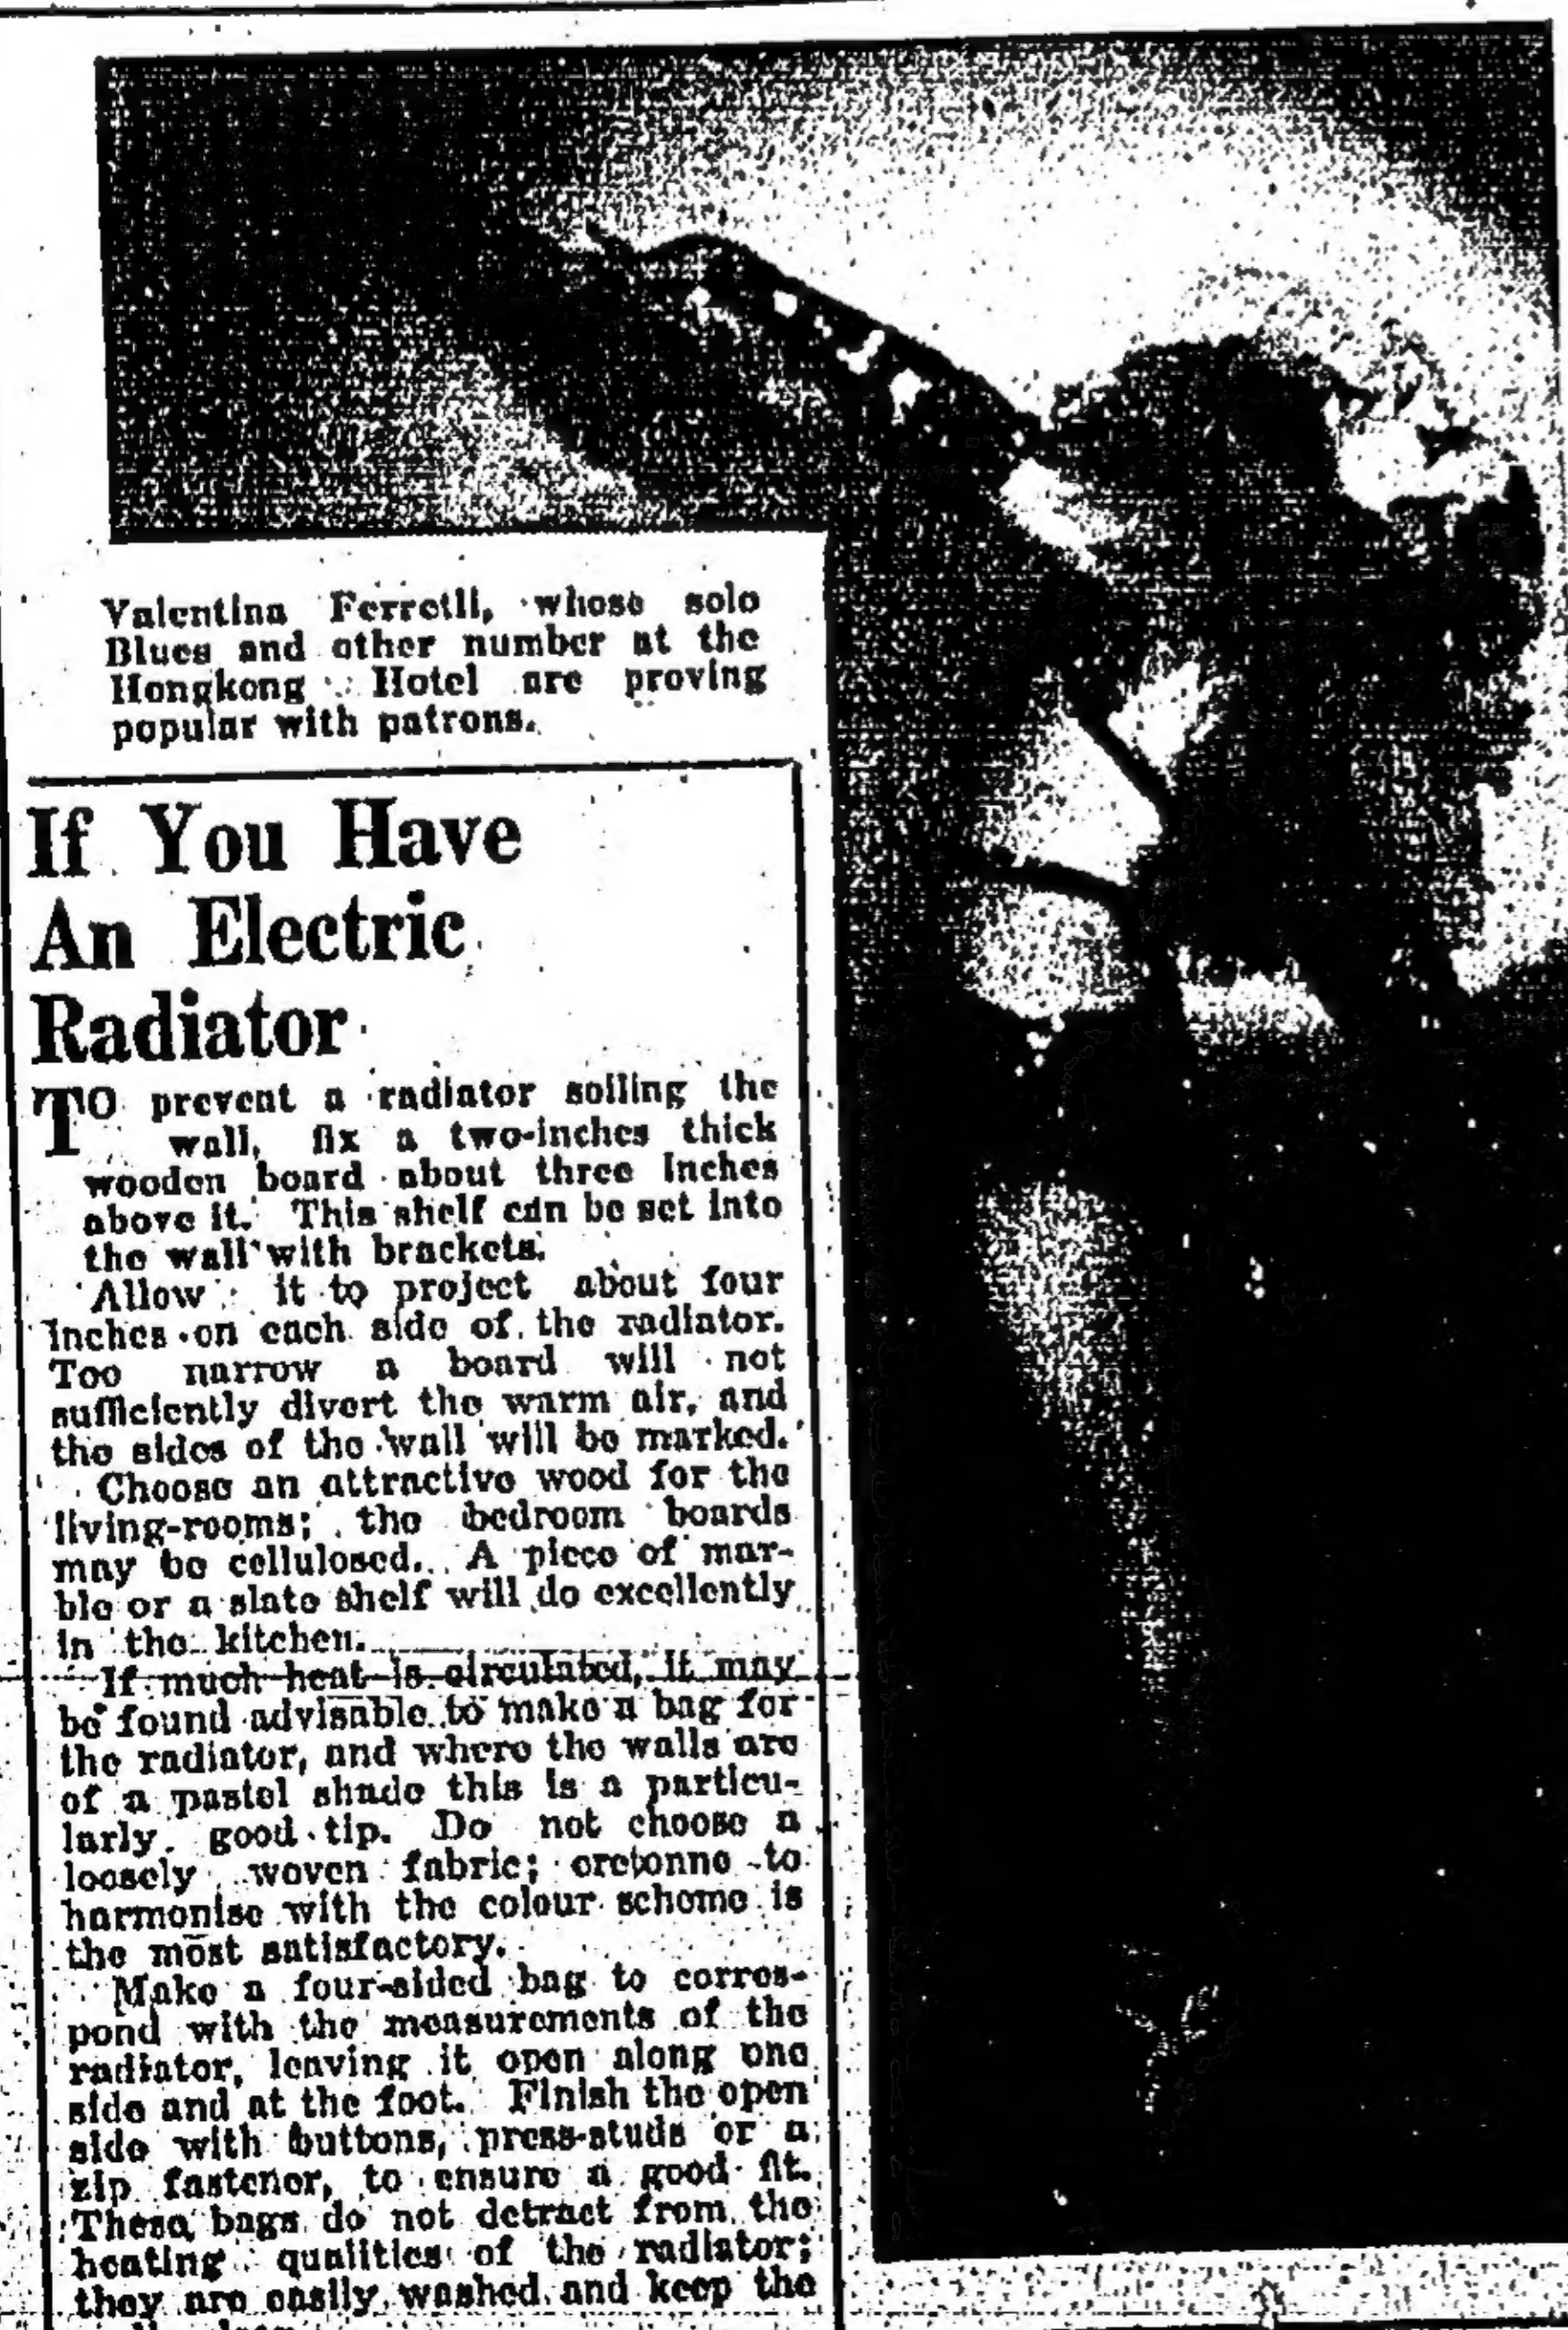 Valentina Ferretli, whose solo
Blues and other number at the
Hongkong Hotel are proving
popular with patrons.
If You Have
An Electric
Radiator
TO prevent a radiator soiling the
wall, fix a two-inches thick
wooden board about three inches
above it. This shelf can be set into
the wall with brackets.
Allow it to project about four
inches on each side of the radiator.
Too narrow a board will not
sufficiently divert the warm air, and
the sides of the wall will be marked.
Choose an attractive wood for the
living-rooms; the bedroom boards
may be cellulosed. A piece of mar-
ble or a slate shelf will do excellently
in the kitchen.
If much heat is circulated, it may
be found advisable to make a bag for
the radiator, and where the walls are
of a pastel shade this is a particu-
larly good tip. Do not choose a
loosely woven fabric; cretonne to
harmonise with the colour scheme is
the most satisfactory.
Make a four-sided bag to corres-
pond with the measurements of the
radiator, leaving it open along one
side and at the foot. Finish the open
side with buttons, press-studs or a
zip fastener, to ensure a good fit.
These bags do not detract from the
heating qualities of the radiator;
they are easily washed and keep the